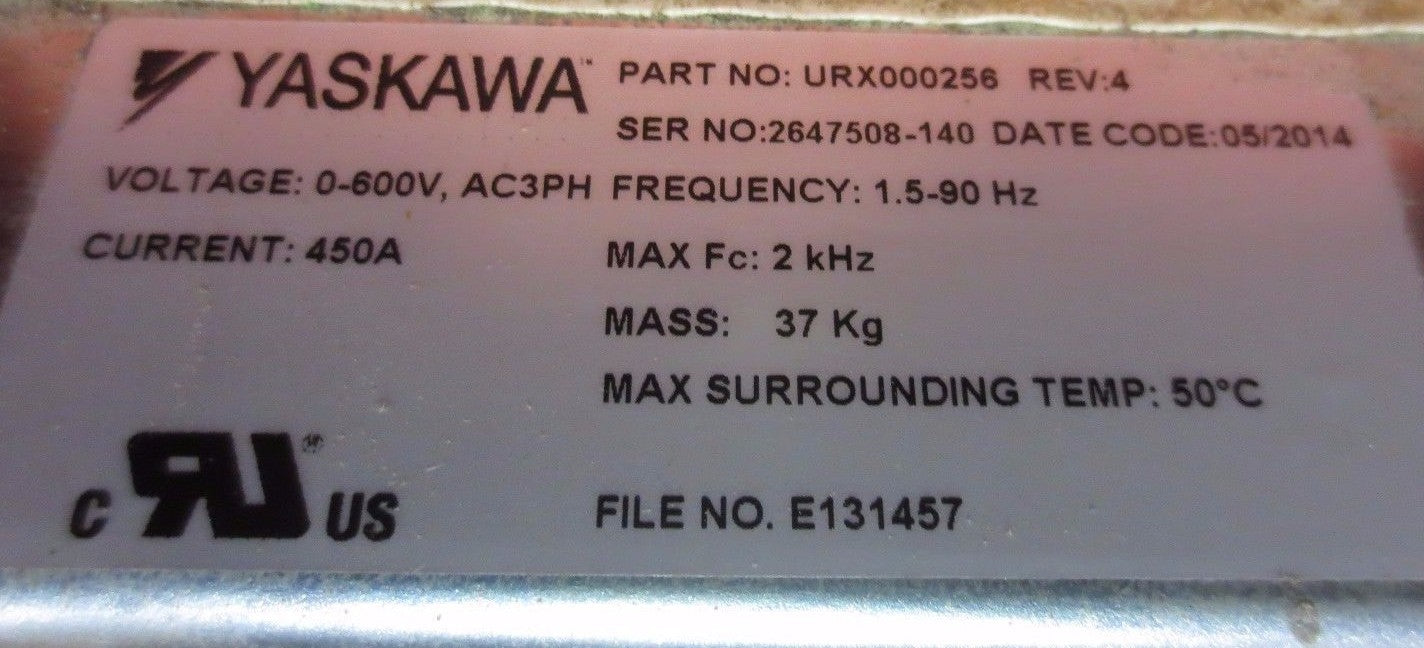 YASKAWA™ PART NO: URX000256 REV:4
SER NO:2647508-140 DATE CODE:05/2014
VOLTAGE: 0-600V, AC3PH FREQUENCY: 1.5-90 Hz
CURRENT: 450A MAX Fc: 2 kHz
MASS: 37 Kg
MAX SURROUNDING TEMP: 50°C
C RU ® US FILE NO. E131457